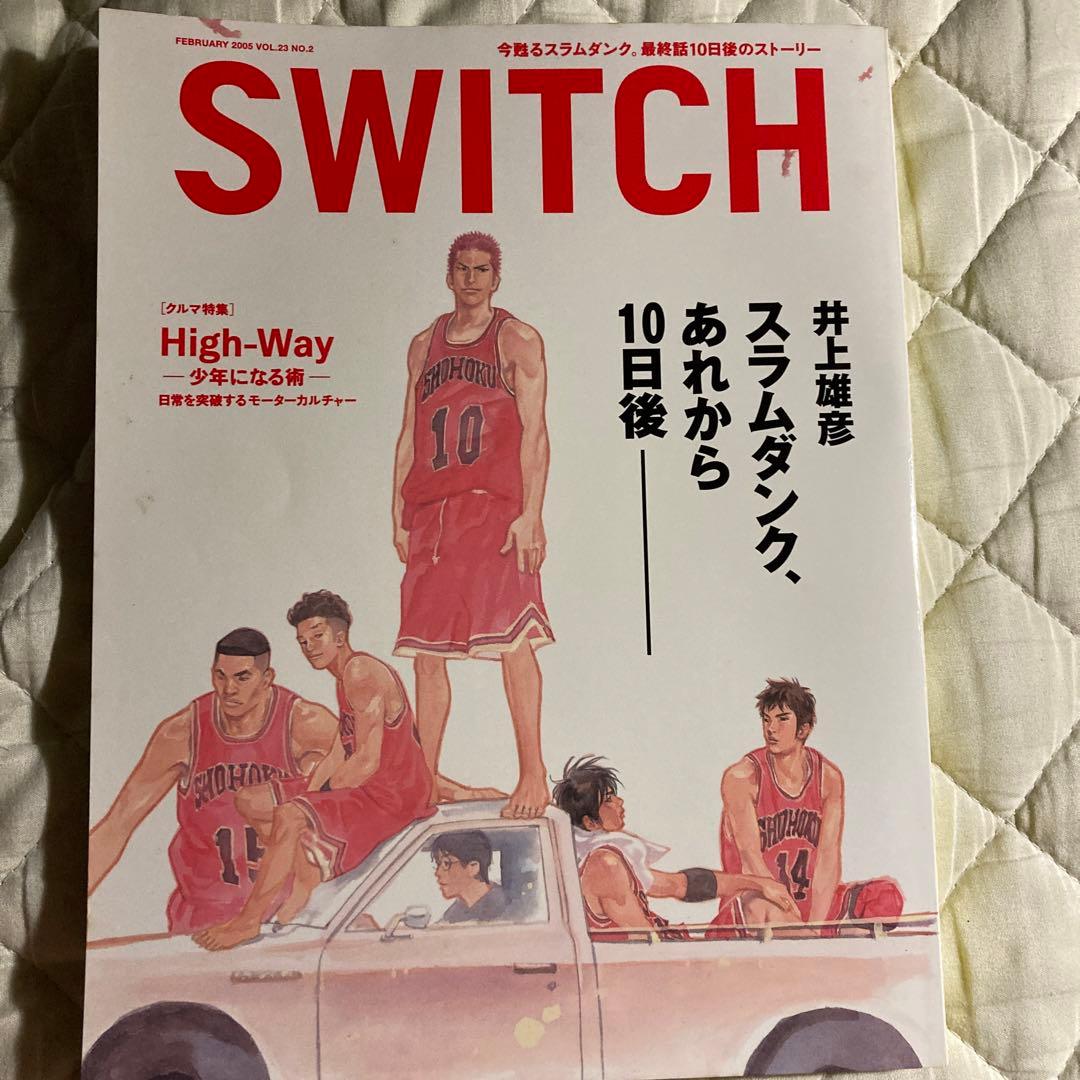 FEBRUARY 2005 VOL.23 NO.2
今甦るスラムダンク。最終話10日後のストーリー
SWITCH
[クルマ特集]
High-Way
―少年になる術―
日常を突破するモーターカルチャー
井上雄彦
スラムダンク、
あれから
10日後―
SHOHOKU
10
SHOHOKU
15
SHOHOKU
14